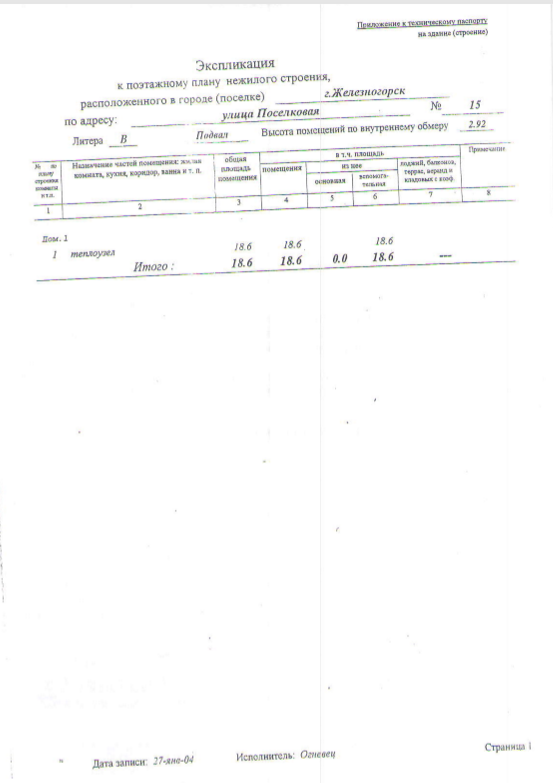 Приложение к техническому паспорту
на здание (строение)
Экспликация
к поэтажному плану нежилого строения,
расположенного в городе (поселке) г.Железногорск
по адресу: улица Поселковая № 15
Литера В Подвал Высота помещений по внутреннему обмеру 2.92
№ по плану строения комната и т.п.
Назначение частей помещения: жилая комната, кухня, коридор, ванна и т. п.
общая площадь помещения
в т.ч. площадь
помещения
из нее
основная
вспомога-тельная
лоджий, балконов, террас, веранд и кладовых с коэф.
Примечание
1 2 3 4 5 6 7 8
Пом. 1
1 теплоузел 18.6 18.6 18.6
Итого : 18.6 18.6 0.0 18.6 ---
Дата записи: 27-янв-04 Исполнитель: Огневец Страница 1